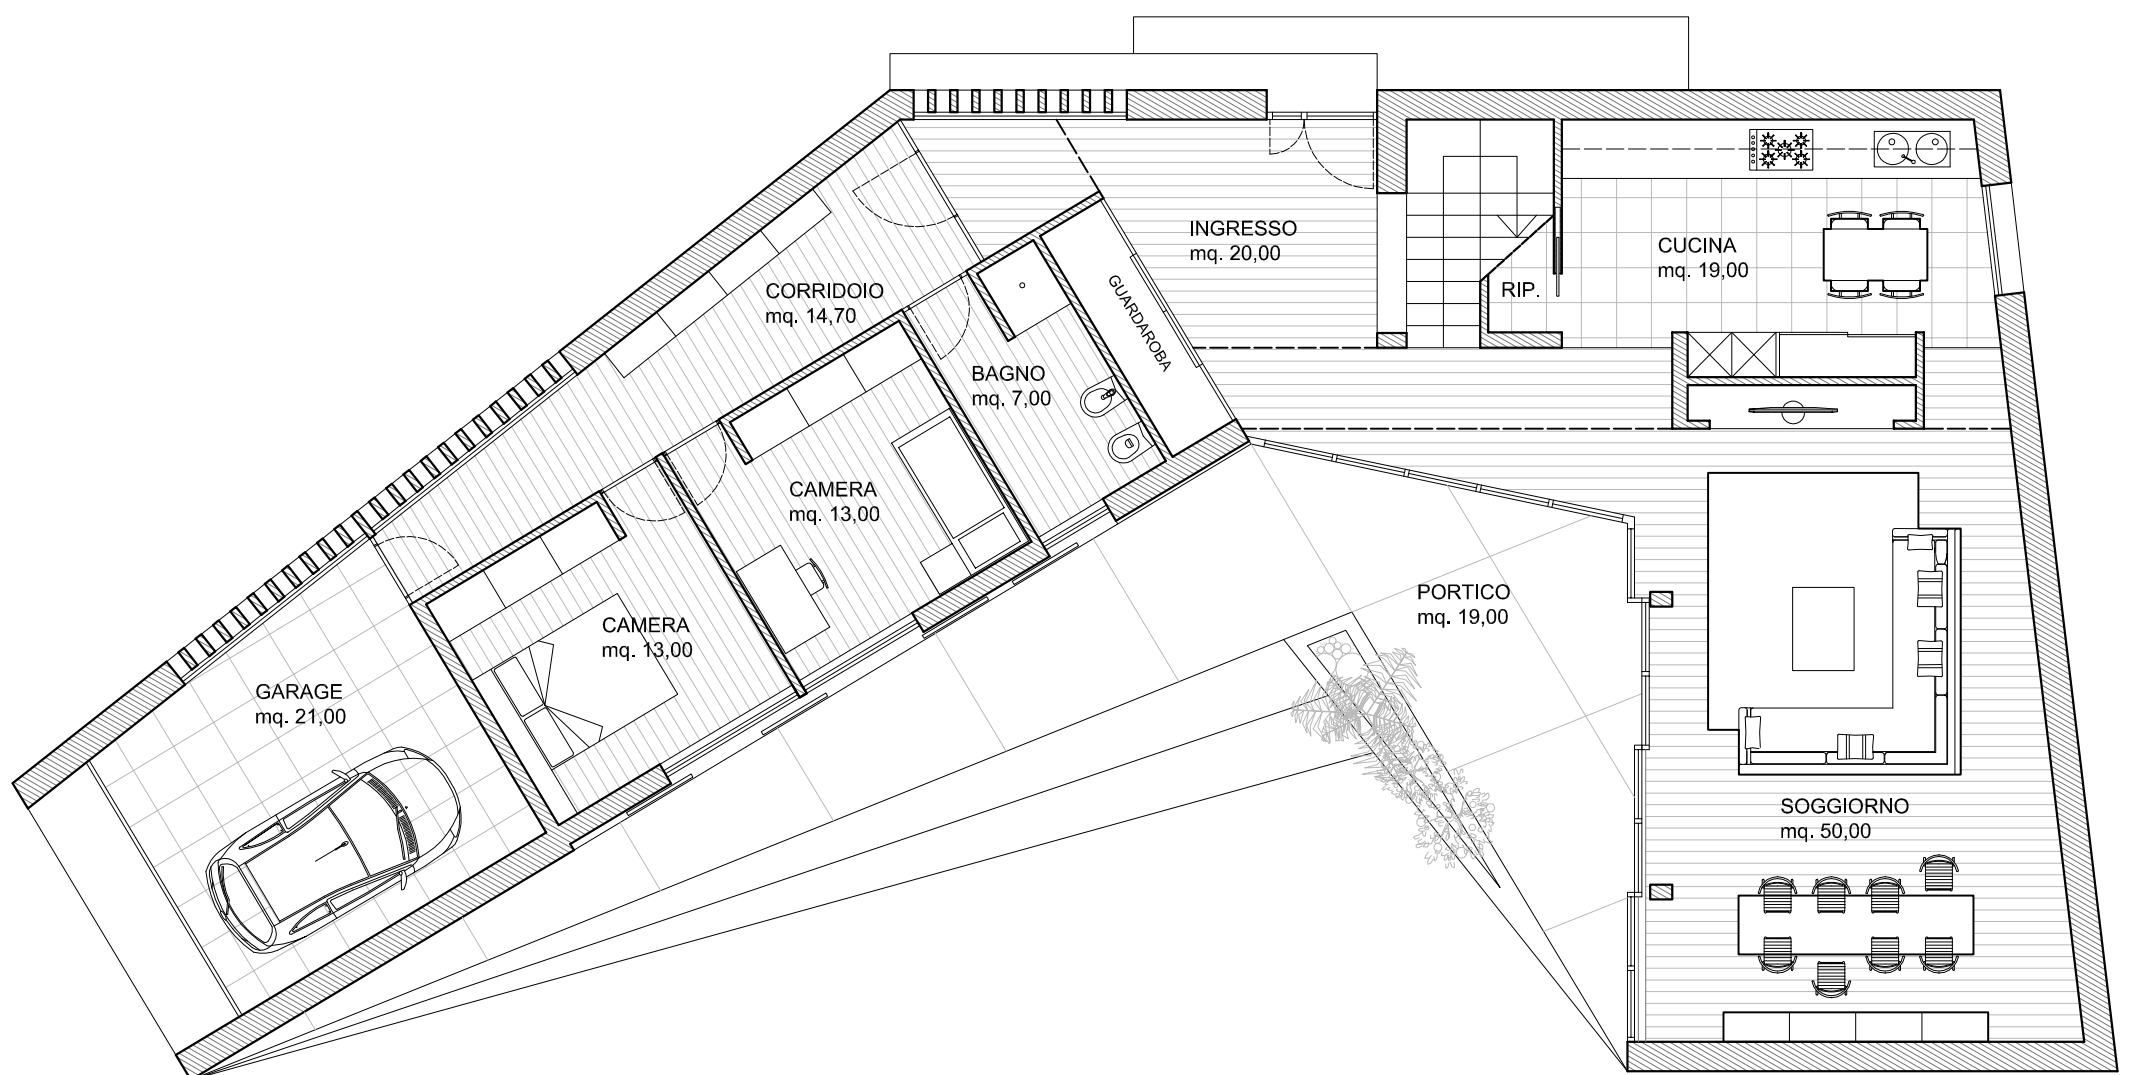 INGRESSO
mq. 20,00
CUCINA
mq. 19,00
RIP.
CORRIDOIO
mq. 14,70
GUARDAROBA
BAGNO
mq. 7,00
CAMERA
mq. 13,00
CAMERA
mq. 13,00
PORTICO
mq. 19,00
GARAGE
mq. 21,00
SOGGIORNO
mq. 50,00